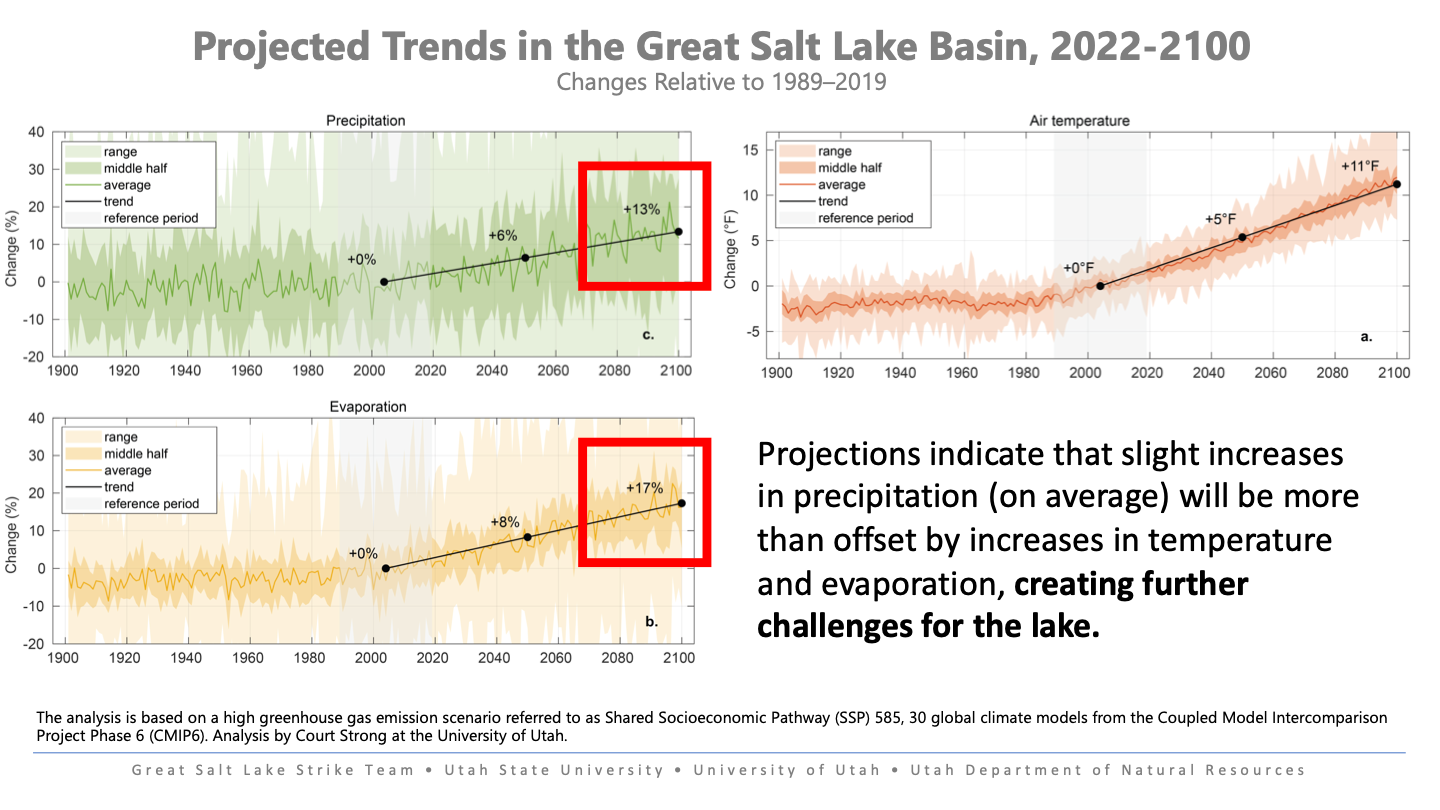 Projected Trends in the Great Salt Lake Basin, 2022-2100
Changes Relative to 1989–2019
Precipitation
40
30
20
10
0
-10
-20
Change (%)
range
middle half
average
trend
reference period
+0%
+6%
+13%
c.
1900 1920 1940 1960 1980 2000 2020 2040 2060 2080 2100
Air temperature
15
10
5
0
-5
Change (°F)
range
middle half
average
trend
reference period
+0°F
+5°F
+11°F
a.
1900 1920 1940 1960 1980 2000 2020 2040 2060 2080 2100
Evaporation
40
30
20
10
0
-10
-20
Change (%)
range
middle half
average
trend
reference period
+0%
+8%
+17%
b.
1900 1920 1940 1960 1980 2000 2020 2040 2060 2080 2100
Projections indicate that slight increases
in precipitation (on average) will be more
than offset by increases in temperature
and evaporation, creating further
challenges for the lake.
The analysis is based on a high greenhouse gas emission scenario referred to as Shared Socioeconomic Pathway (SSP) 585, 30 global climate models from the Coupled Model Intercomparison
Project Phase 6 (CMIP6). Analysis by Court Strong at the University of Utah.
Great Salt Lake Strike Team • Utah State University • University of Utah • Utah Department of Natural Resources